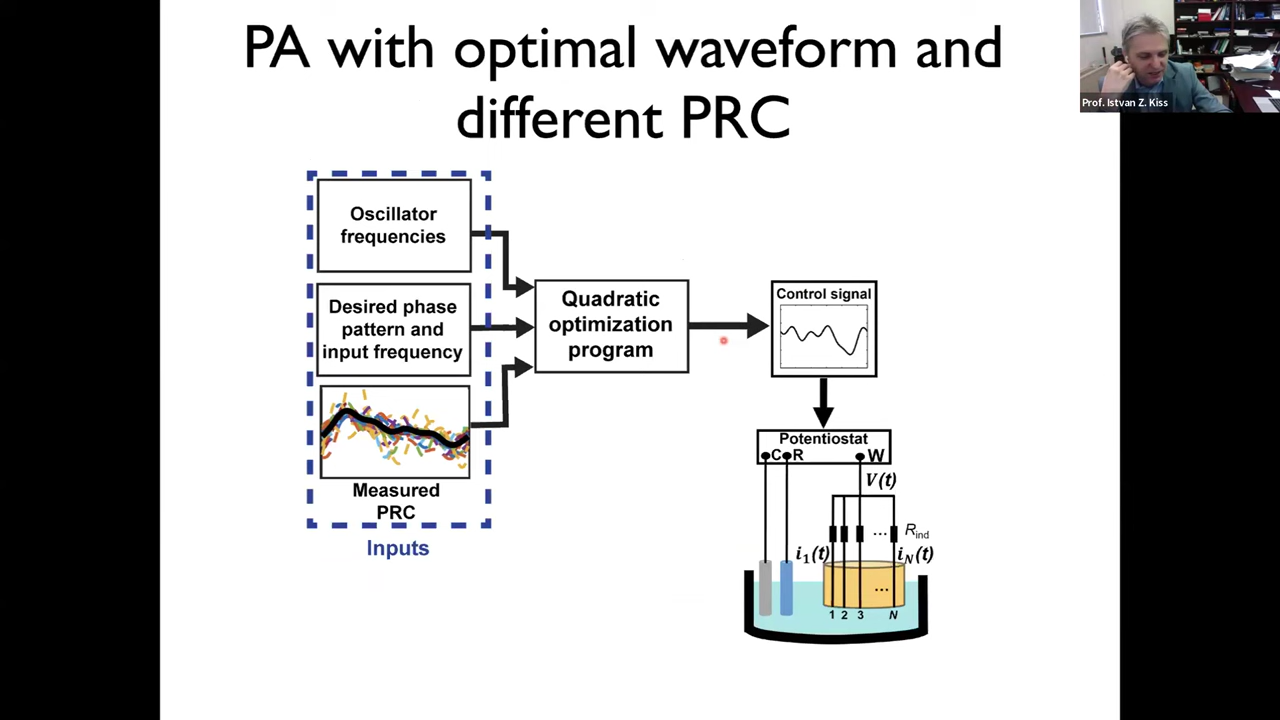 PA with optimal waveform and
different PRC
Prof. Istvan Z. Kiss
Oscillator
frequencies
Desired phase
pattern and
input frequency
Measured
PRC
Inputs
Quadratic
optimization
program
Control signal
Potentiostat
C R W
V(t)
... R_ind
i₁(t) i_N(t)
...
1 2 3 N